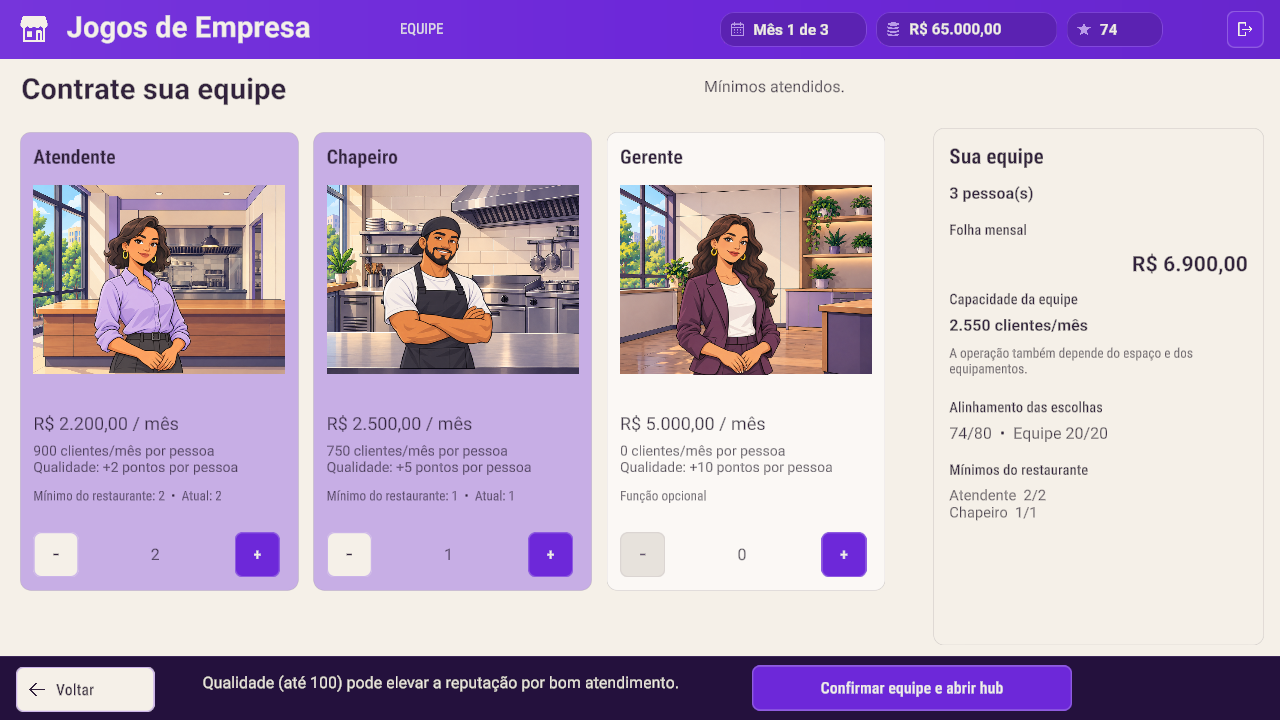 Jogos de Empresa
EQUIPE
Mês 1 de 3
R$ 65.000,00
74
Contrate sua equipe
Mínimos atendidos.
Atendente
R$ 2.200,00 / mês
900 clientes/mês por pessoa
Qualidade: +2 pontos por pessoa
Mínimo do restaurante: 2 • Atual: 2
-
2
+
Chapeiro
R$ 2.500,00 / mês
750 clientes/mês por pessoa
Qualidade: +5 pontos por pessoa
Mínimo do restaurante: 1 • Atual: 1
-
1
+
Gerente
R$ 5.000,00 / mês
0 clientes/mês por pessoa
Qualidade: +10 pontos por pessoa
Função opcional
-
0
+
Sua equipe
3 pessoa(s)
Folha mensal
R$ 6.900,00
Capacidade da equipe
2.550 clientes/mês
A operação também depende do espaço e dos
equipamentos.
Alinhamento das escolhas
74/80 • Equipe 20/20
Mínimos do restaurante
Atendente 2/2
Chapeiro 1/1
Voltar
Qualidade (até 100) pode elevar a reputação por bom atendimento.
Confirmar equipe e abrir hub